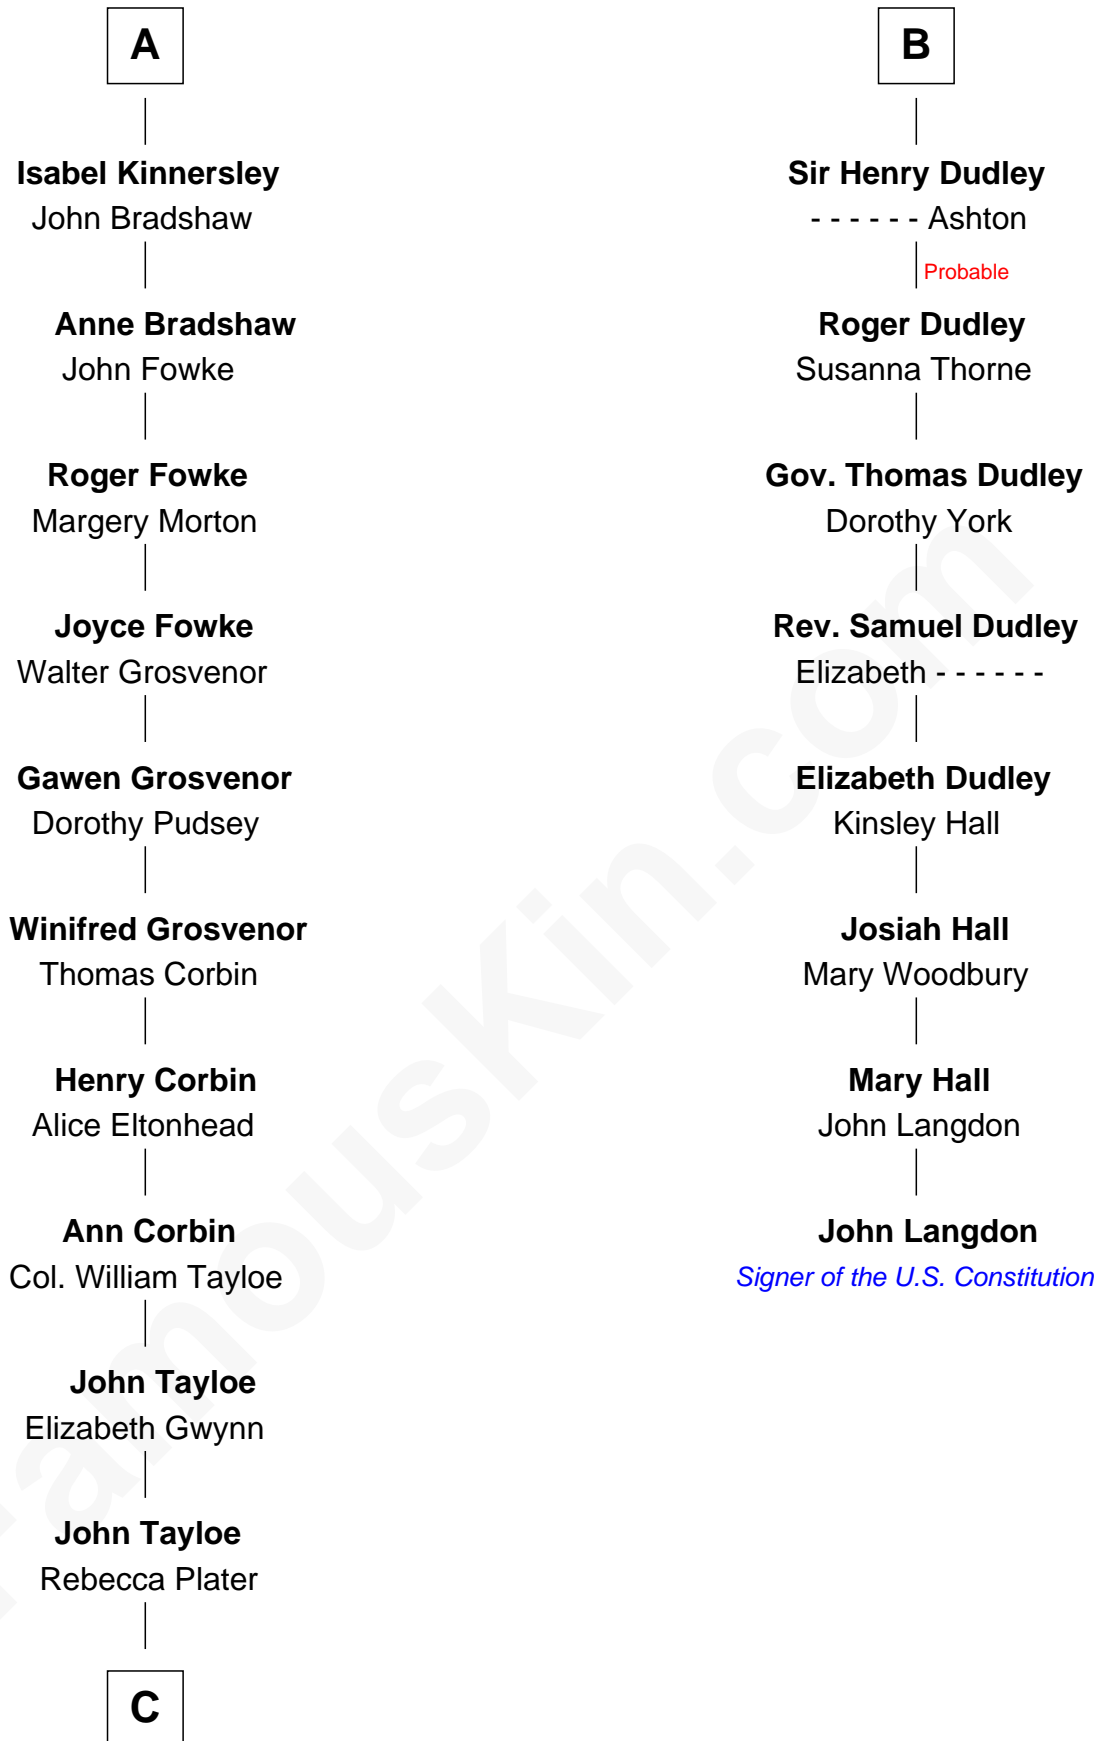 A
Isabel Kinnersley
John Bradshaw
Anne Bradshaw
John Fowke
Roger Fowke
Margery Morton
Joyce Fowke
Walter Grosvenor
Gawen Grosvenor
Dorothy Pudsey
Winifred Grosvenor
Thomas Corbin
Henry Corbin
Alice Eltonhead
Ann Corbin
Col. William Tayloe
John Tayloe
Elizabeth Gwynn
John Tayloe
Rebecca Plater
C
B
Sir Henry Dudley
- - - - - - Ashton
Probable
Roger Dudley
Susanna Thorne
Gov. Thomas Dudley
Dorothy York
Rev. Samuel Dudley
Elizabeth - - - - - -
Elizabeth Dudley
Kinsley Hall
Josiah Hall
Mary Woodbury
Mary Hall
John Langdon
John Langdon
Signer of the U.S. Constitution
FamousKin.com